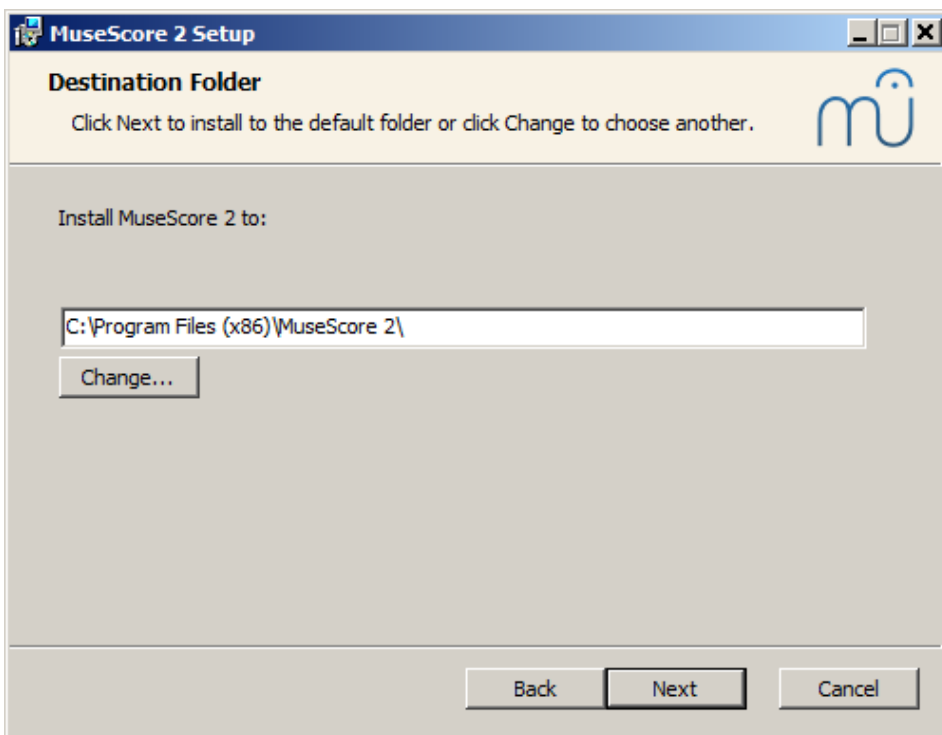 MuseScore 2 Setup
Destination Folder
Click Next to install to the default folder or click Change to choose another.
Install MuseScore 2 to:
C:\Program Files (x86)\MuseScore 2\
Change...
Back Next Cancel